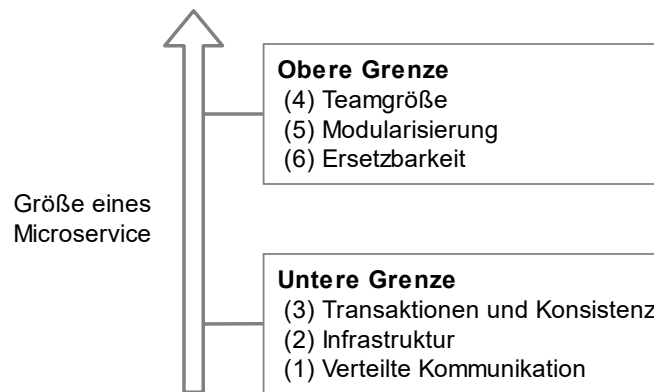 Obere Grenze
(4) Teamgröße
(5) Modularisierung
(6) Ersetzbarkeit
Größe eines
Microservice
Untere Grenze
(3) Transaktionen und Konsistenz
(2) Infrastruktur
(1) Verteilte Kommunikation